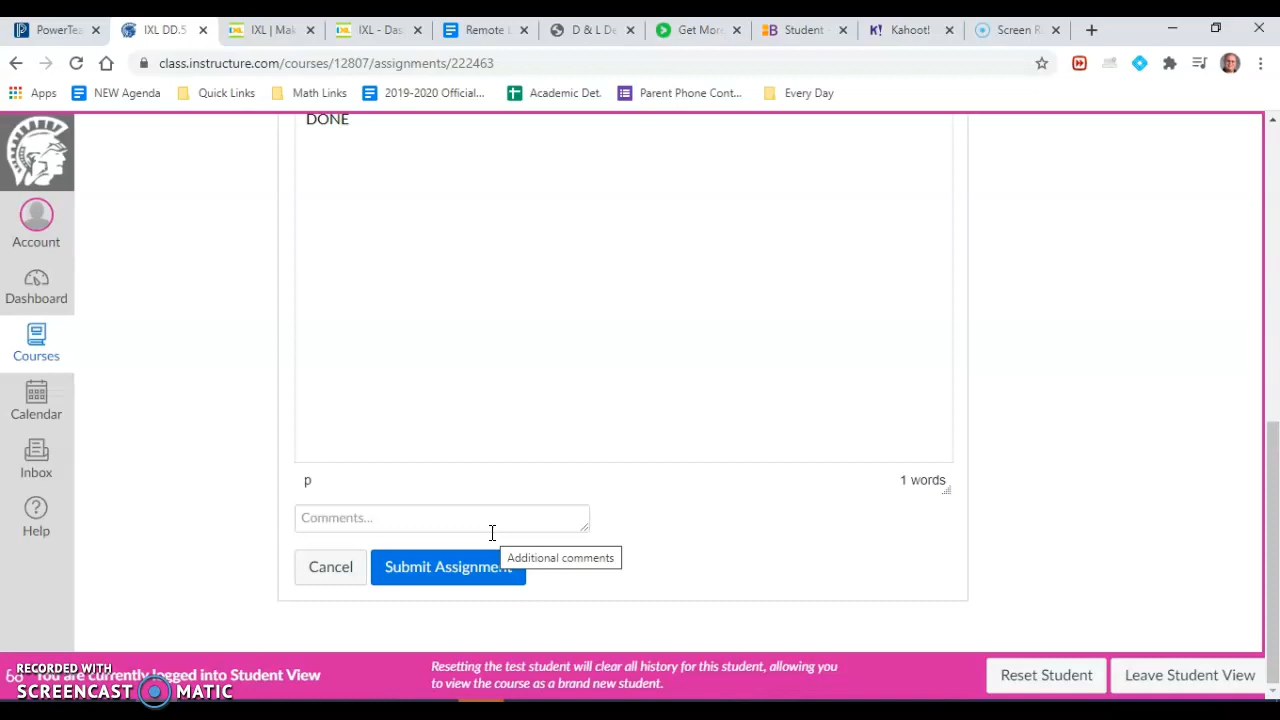 PowerTea
IXL DD.5
IXL | Mak
IXL - Das
Remote L
D & L De
Get More
Student -
Kahoot!
Screen R
class.instructure.com/courses/12807/assignments/222463
Apps
NEW Agenda
Quick Links
Math Links
2019-2020 Official...
Academic Det.
Parent Phone Cont...
Every Day
DONE
Account
Dashboard
Courses
Calendar
Inbox
Help
p
1 words
Comments...
Additional comments
Cancel
Submit Assignment
You are currently logged into Student View
Resetting the test student will clear all history for this student, allowing you
to view the course as a brand new student.
Reset Student
Leave Student View
RECORDED WITH
SCREENCAST MATIC